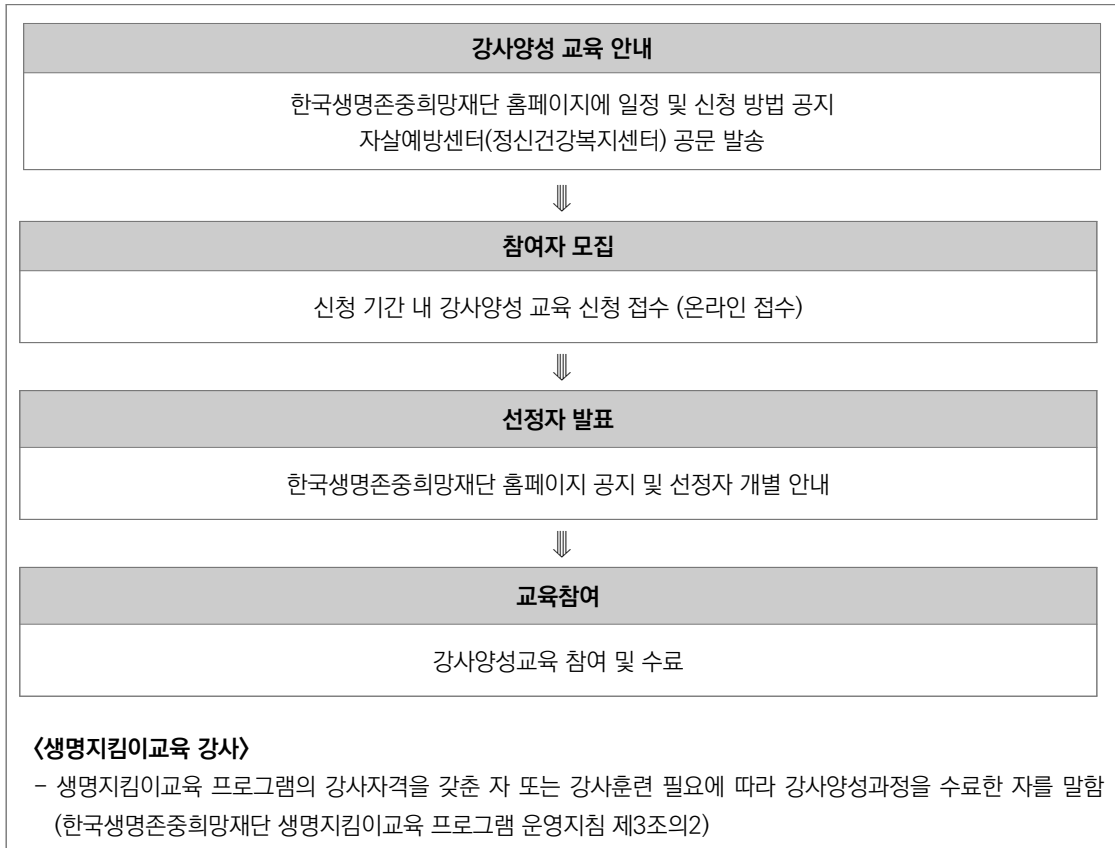 강사양성 교육 안내
한국생명존중희망재단 홈페이지에 일정 및 신청 방법 공지
자살예방센터(정신건강복지센터) 공문 발송
참여자 모집
신청 기간 내 강사양성 교육 신청 접수 (온라인 접수)
선정자 발표
한국생명존중희망재단 홈페이지 공지 및 선정자 개별 안내
교육참여
강사양성교육 참여 및 수료
〈생명지킴이교육 강사〉
- 생명지킴이교육 프로그램의 강사자격을 갖춘 자 또는 강사훈련 필요에 따라 강사양성과정을 수료한 자를 말함
(한국생명존중희망재단 생명지킴이교육 프로그램 운영지침 제3조의2)